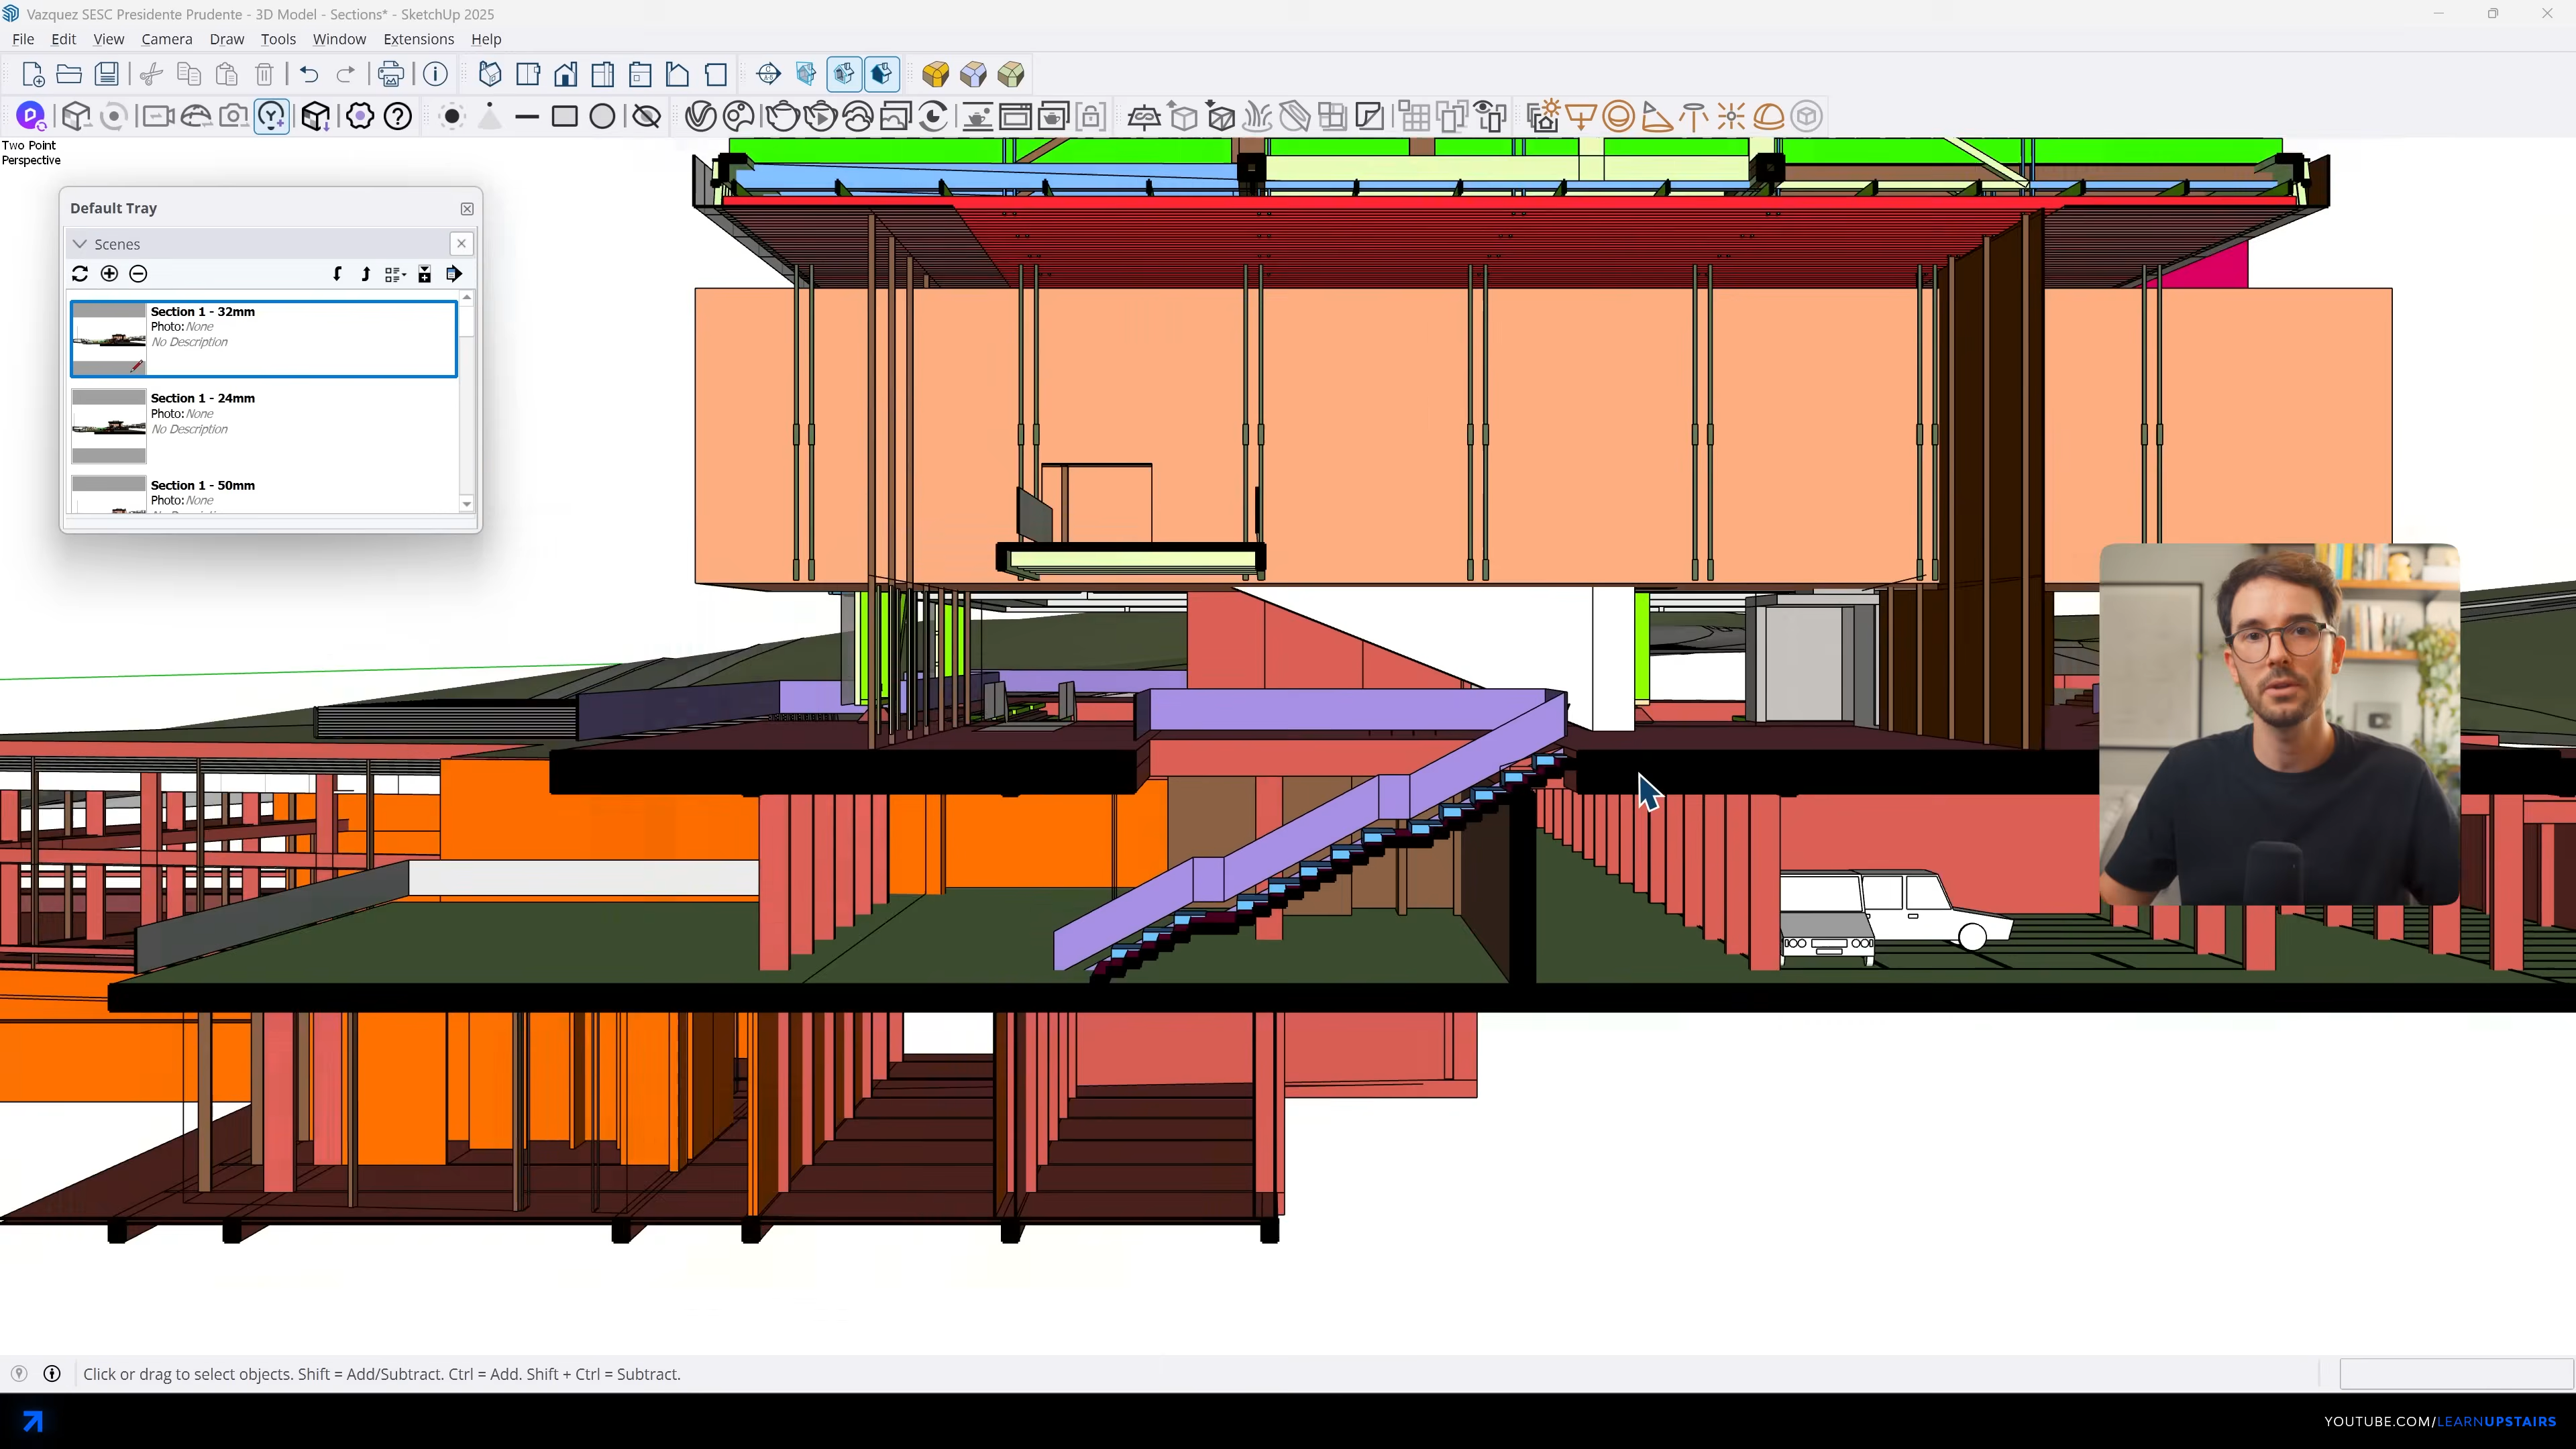 Vazquez SESC Presidente Prudente - 3D Model - Sections* - SketchUp 2025
File Edit View Camera Draw Tools Window Extensions Help
Two Point
Perspective
Default Tray
Scenes
Section 1 - 32mm
Photo: None
No Description
Section 1 - 24mm
Photo: None
No Description
Section 1 - 50mm
Photo: None
Click or drag to select objects. Shift = Add/Subtract. Ctrl = Add. Shift + Ctrl = Subtract.
YOUTUBE.COM/LEARNUPSTAIRS